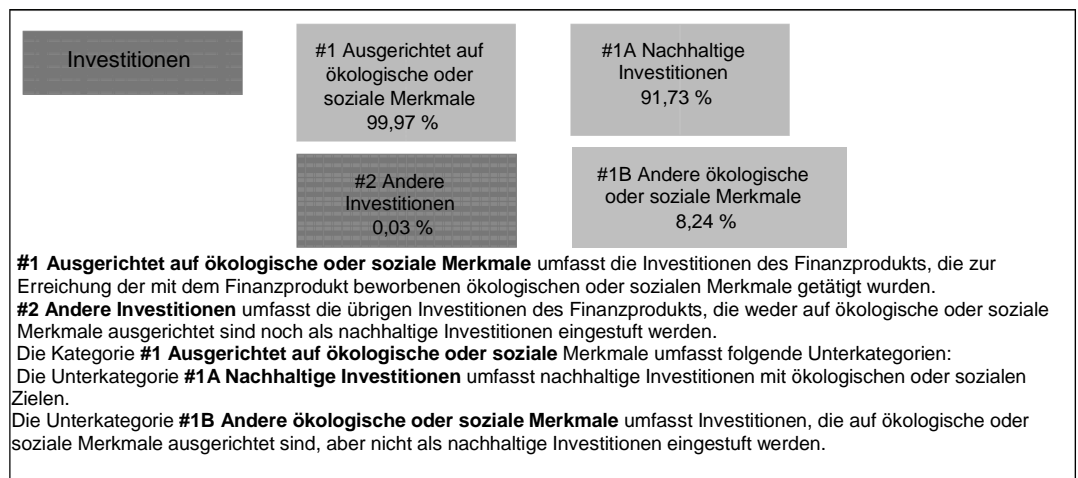 Investitionen
#1 Ausgerichtet auf
ökologische oder
soziale Merkmale
99,97 %
#1A Nachhaltige
Investitionen
91,73 %
#2 Andere
Investitionen
0,03 %
#1B Andere ökologische
oder soziale Merkmale
8,24 %
#1 Ausgerichtet auf ökologische oder soziale Merkmale umfasst die Investitionen des Finanzprodukts, die zur
Erreichung der mit dem Finanzprodukt beworbenen ökologischen oder sozialen Merkmale getätigt wurden.
#2 Andere Investitionen umfasst die übrigen Investitionen des Finanzprodukts, die weder auf ökologische oder soziale
Merkmale ausgerichtet sind noch als nachhaltige Investitionen eingestuft werden.
Die Kategorie #1 Ausgerichtet auf ökologische oder soziale Merkmale umfasst folgende Unterkategorien:
Die Unterkategorie #1A Nachhaltige Investitionen umfasst nachhaltige Investitionen mit ökologischen oder sozialen
Zielen.
Die Unterkategorie #1B Andere ökologische oder soziale Merkmale umfasst Investitionen, die auf ökologische oder
soziale Merkmale ausgerichtet sind, aber nicht als nachhaltige Investitionen eingestuft werden.